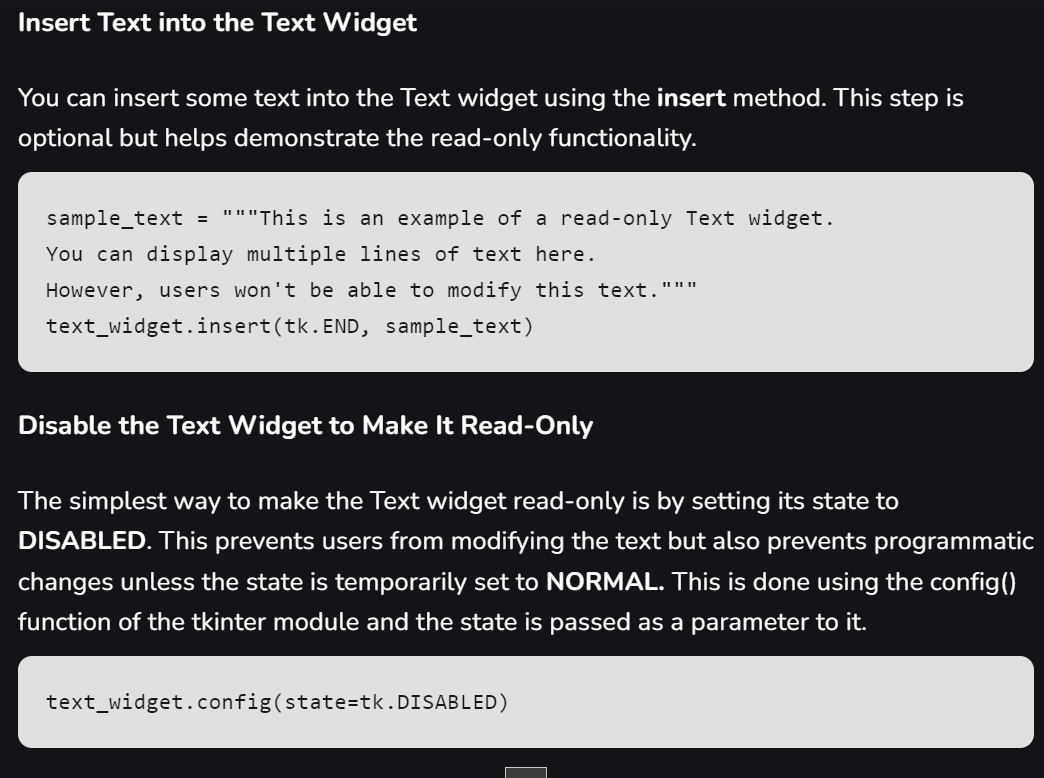 Insert Text into the Text Widget
You can insert some text into the Text widget using the insert method. This step is
optional but helps demonstrate the read-only functionality.
sample_text = """This is an example of a read-only Text widget.
You can display multiple lines of text here.
However, users won't be able to modify this text."""
text_widget.insert(tk.END, sample_text)
Disable the Text Widget to Make It Read-Only
The simplest way to make the Text widget read-only is by setting its state to
DISABLED. This prevents users from modifying the text but also prevents programmatic
changes unless the state is temporarily set to NORMAL. This is done using the config()
function of the tkinter module and the state is passed as a parameter to it.
text_widget.config(state=tk.DISABLED)